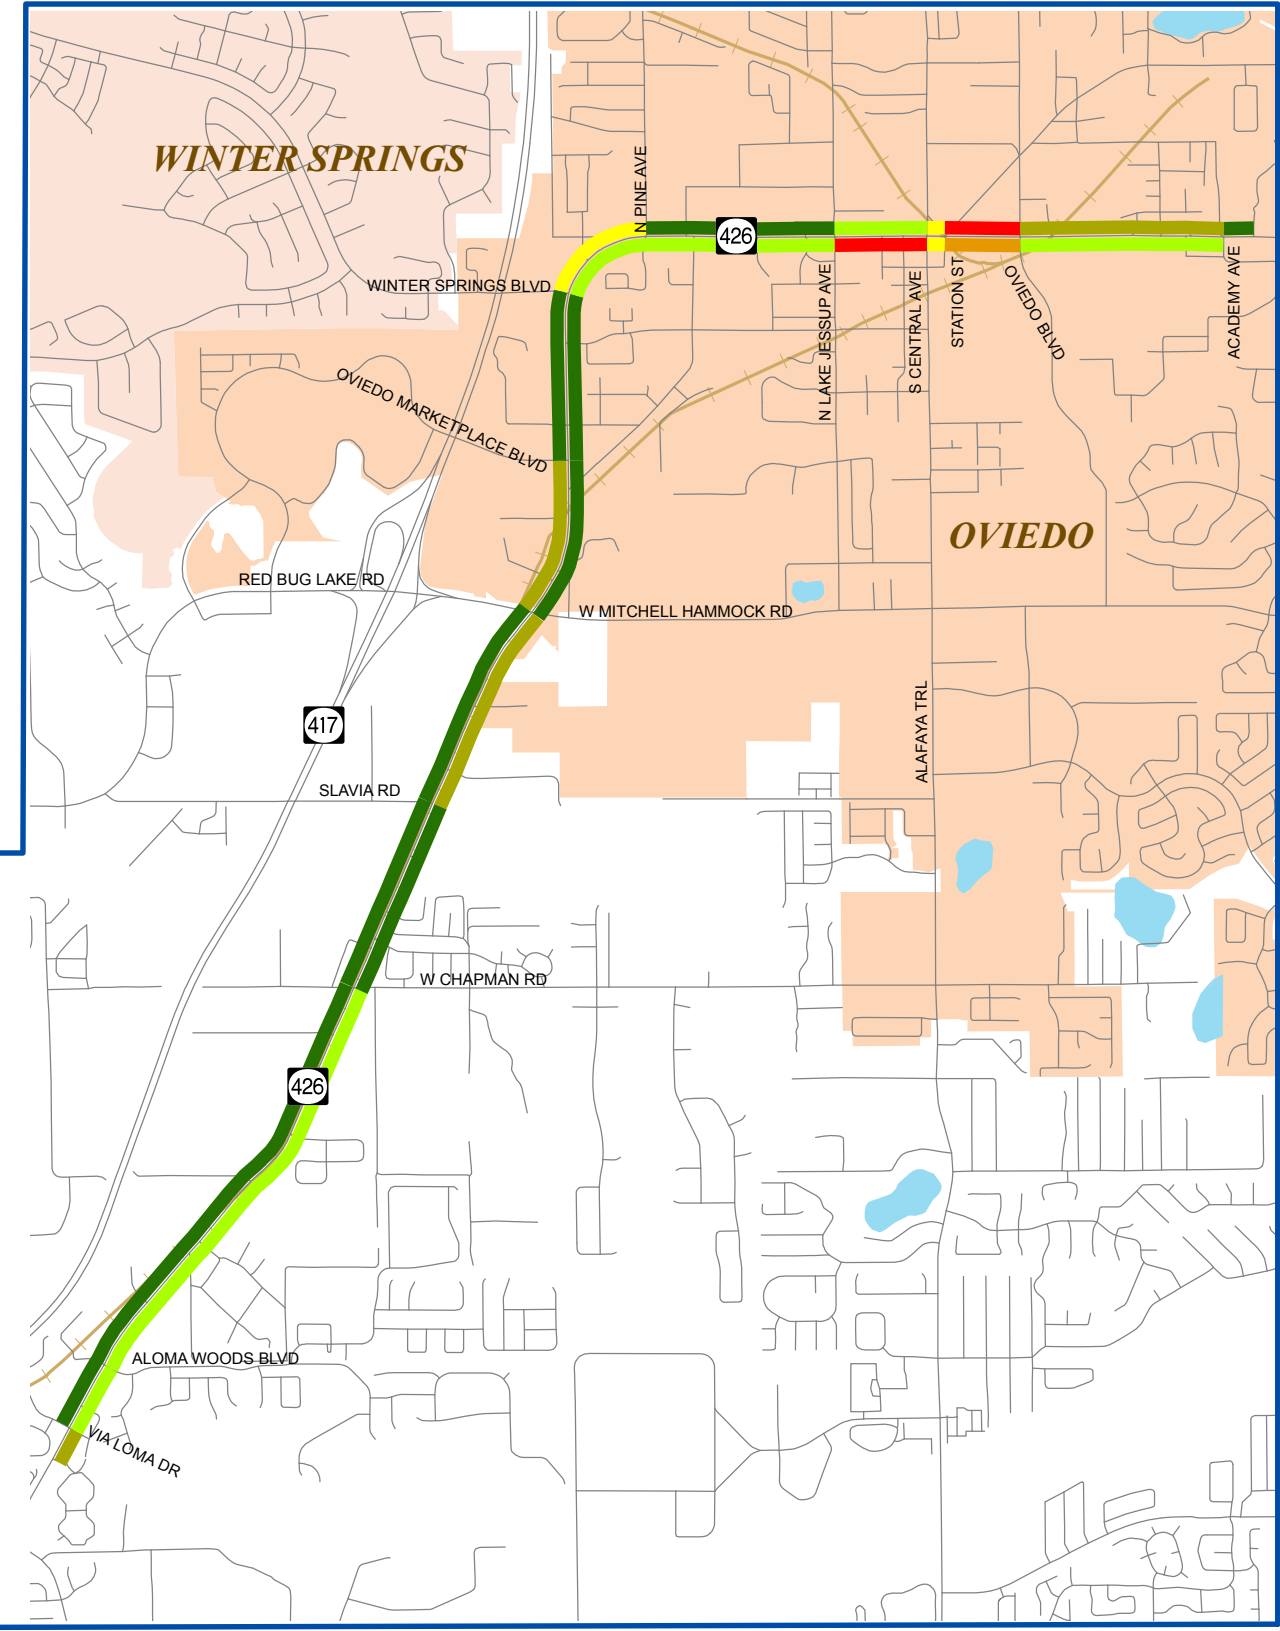 WINTER SPRINGS
N PINE AVE
426
WINTER SPRINGS BLVD
N LAKE JESSUP AVE
S CENTRAL AVE
STATION ST
OVIEDO BLVD
ACADEMY AVE
OVIEDO MARKETPLACE BLVD
OVIEDO
RED BUG LAKE RD
W MITCHELL HAMMOCK RD
417
ALAFAYA TRL
SLAVIA RD
W CHAPMAN RD
426
ALOMA WOODS BLVD
VIA LOMA DR